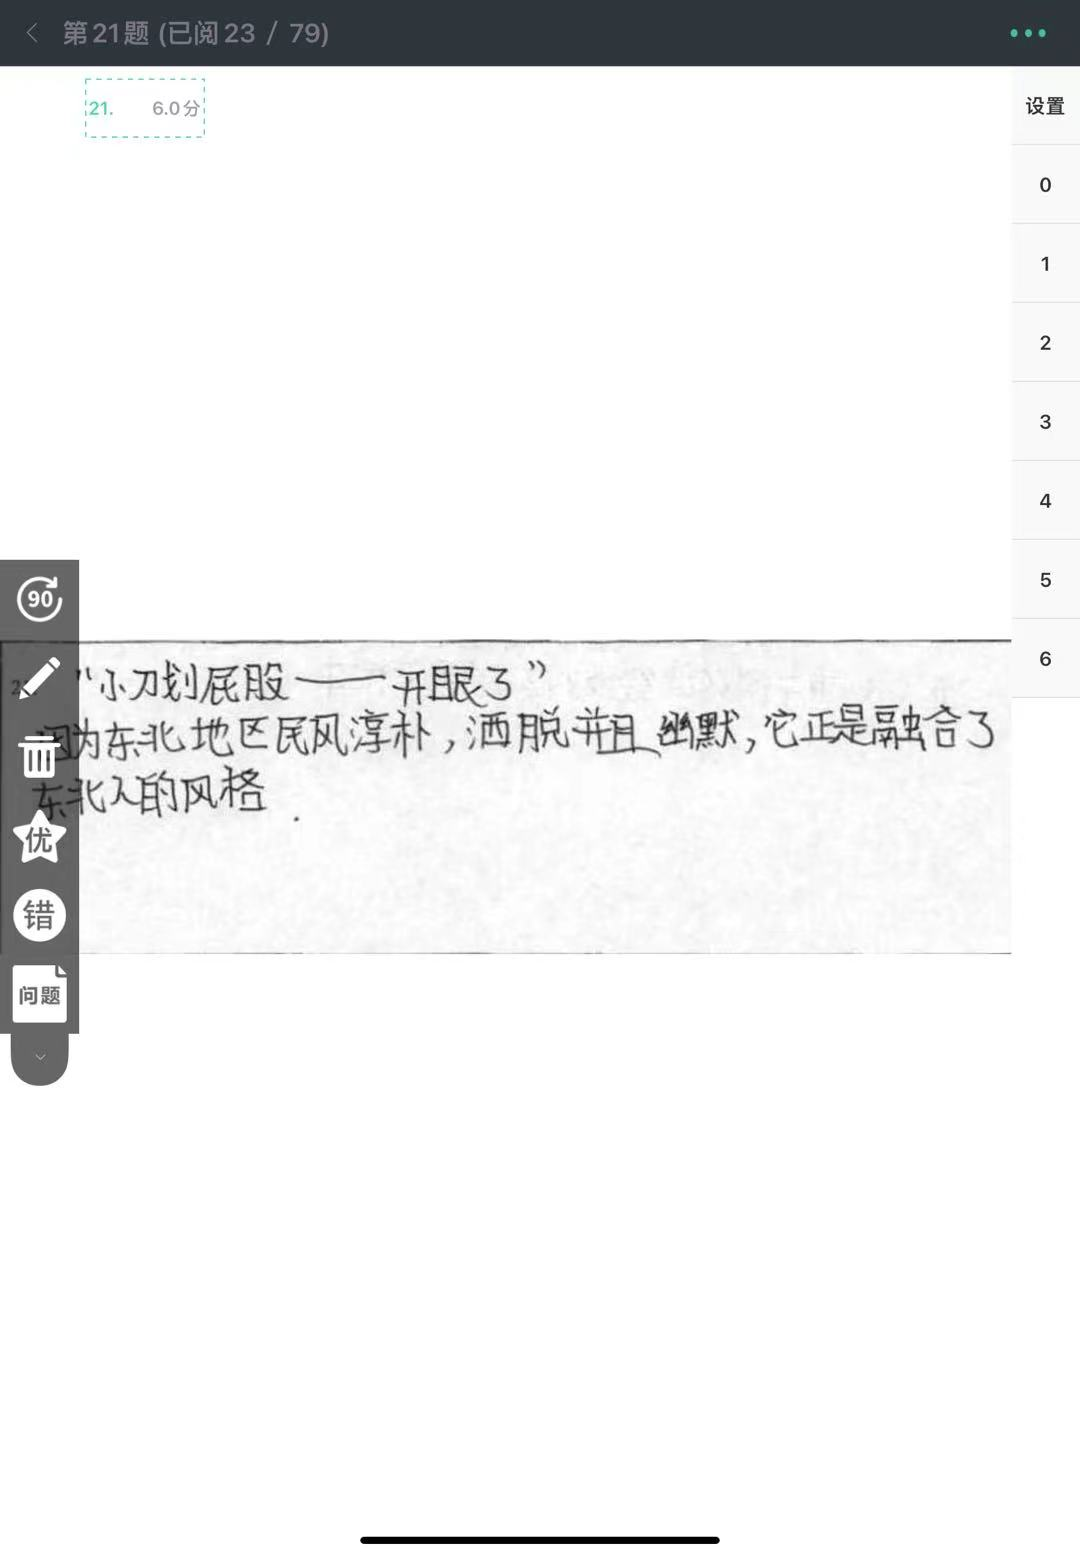 第21题 (已阅23 / 79)
21. 6.0分
设置
0
1
2
3
4
5
6
90
“小刀划屁股——开眼了”
因为东北地区民风淳朴，洒脱并且幽默，它正是融合了
东北人的风格.
优
错
问题